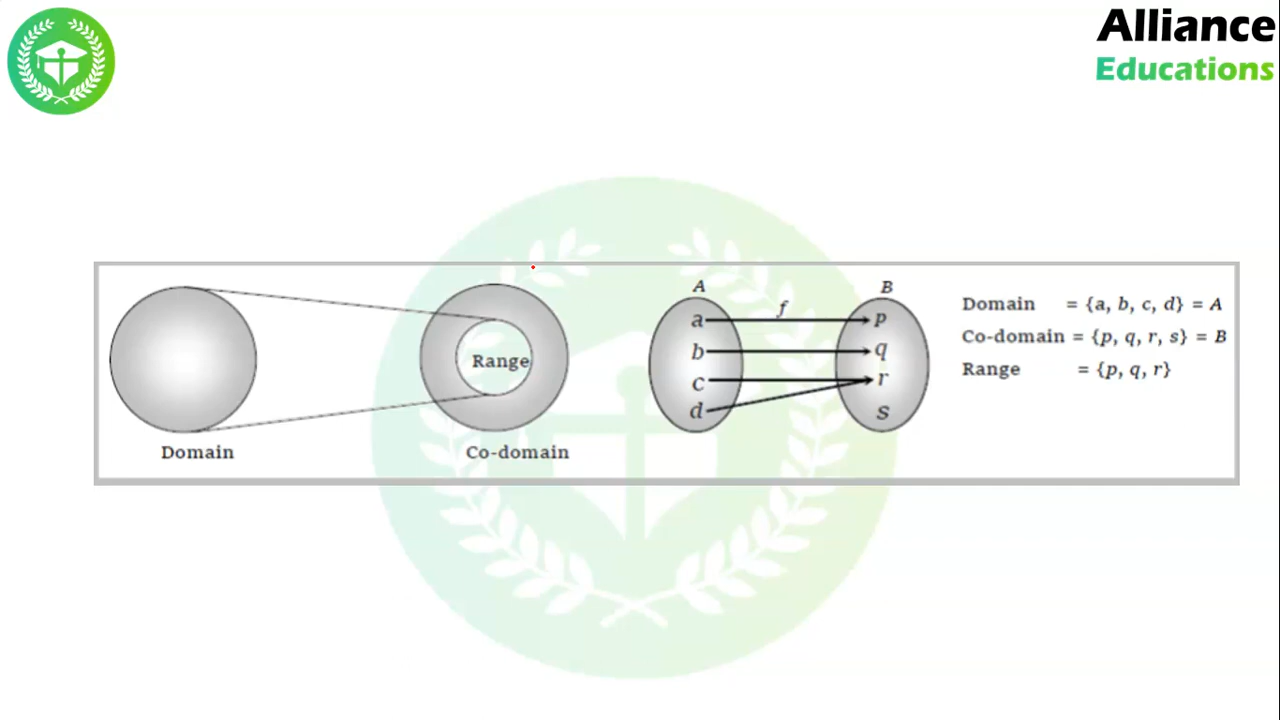 Alliance
Educations
Range
Domain
Co-domain
A
B
f
a
b
c
d
p
q
r
s
Domain = {a, b, c, d} = A
Co-domain = {p, q, r, s} = B
Range = {p, q, r}